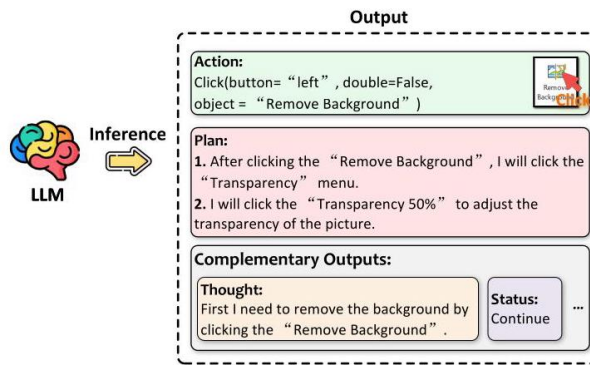 Output
LLM
Inference
Action:
Click(button= “left”, double=False,
object = “Remove Background”)
Remove
Background
Click
Plan:
1. After clicking the “Remove Background”, I will click the
“Transparency” menu.
2. I will click the “Transparency 50%” to adjust the
transparency of the picture.
Complementary Outputs:
Thought:
First I need to remove the background by
clicking the “Remove Background”.
Status:
Continue
...